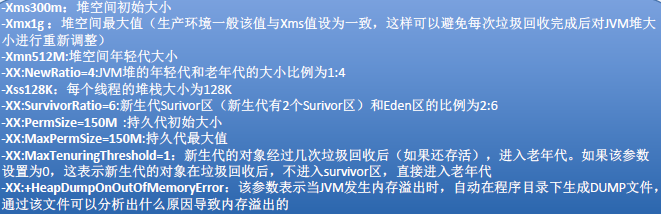 -Xms300m：堆空间初始大小
-Xmx1g ：堆空间最大值（生产环境一般该值与Xms值设为一致，这样可以避免每次垃圾回收完成后对JVM堆大
小进行重新调整）
-Xmn512M:堆空间年轻代大小
-XX:NewRatio=4:JVM堆的年轻代和老年代的大小比例为1:4
-Xss128K：每个线程的堆栈大小为128K
-XX:SurvivorRatio=6:新生代Surivor区（新生代有2个Surivor区）和Eden区的比例为2:6
-XX:PermSize=150M :持久代初始大小
-XX:MaxPermSize=150M:持久代最大值
-XX:MaxTenuringThreshold=1：新生代的对象经过几次垃圾回收后（如果还存活），进入老年代。如果该参数
设置为0，这表示新生代的对象在垃圾回收后，不进入survivor区，直接进入老年代
-XX:+HeapDumpOnOutOfMemoryError：该参数表示当JVM发生内存溢出时，自动在程序目录下生成DUMP文件，
通过该文件可以分析出什么原因导致内存溢出的